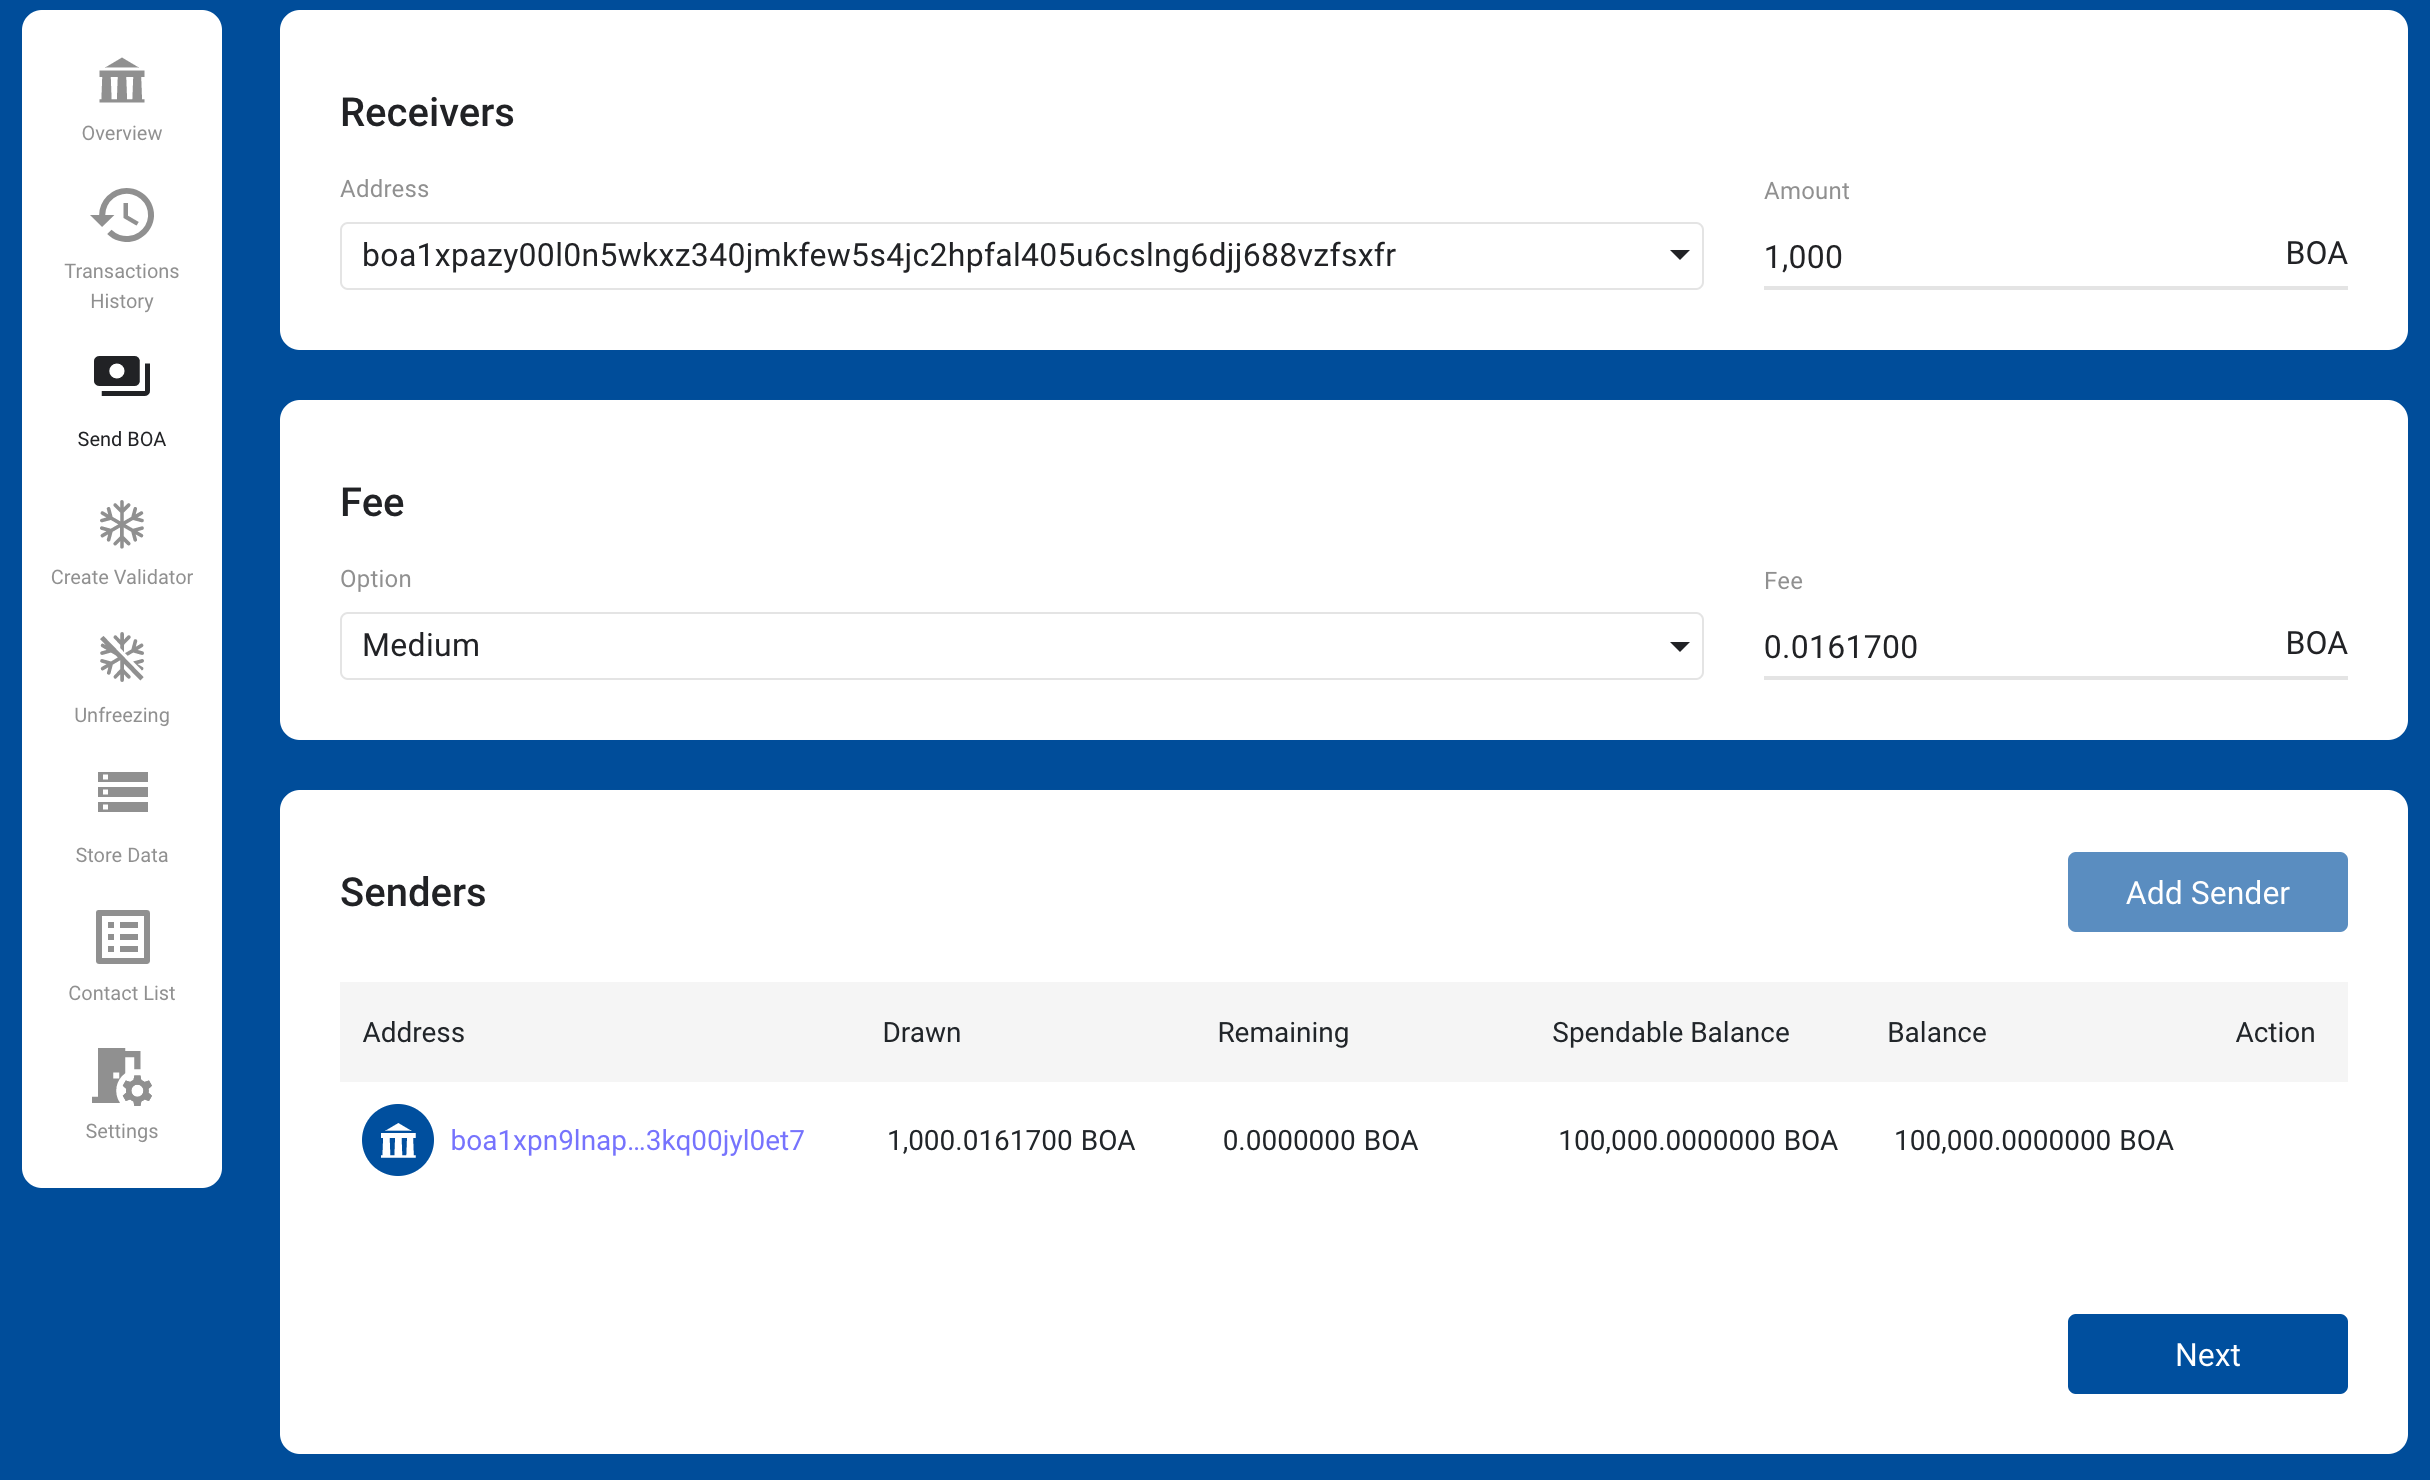 Overview
Transactions
History
Send BOA
Create Validator
Unfreezing
Store Data
Contact List
Settings
Receivers
Address
Amount
boa1xpazy00l0n5wkxz340jmkfew5s4jc2hpfal405u6cslng6djj688vzfsxfr
1,000 BOA
Fee
Option
Fee
Medium
0.0161700 BOA
Senders
Add Sender
Address Drawn Remaining Spendable Balance Balance Action
boa1xpn9lnap...3kq00jyl0et7 1,000.0161700 BOA 0.0000000 BOA 100,000.0000000 BOA 100,000.0000000 BOA
Next